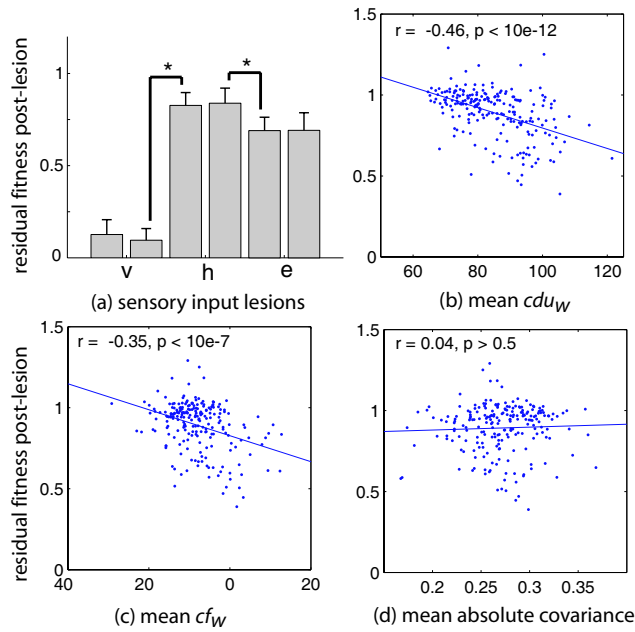 residual fitness post-lesion
1
0.75
0.5
0
*
*
v h e
(a) sensory input lesions
1.5
1
0.5
0
r = -0.46, p < 10e-12
60 80 100 120
(b) mean cdu_W
residual fitness post-lesion
1.5
1
0.5
0
r = -0.35, p < 10e-7
40 20 0 20
(c) mean cf_W
1.5
1
0.5
0
r = 0.04, p > 0.5
0.2 0.25 0.3 0.35
(d) mean absolute covariance